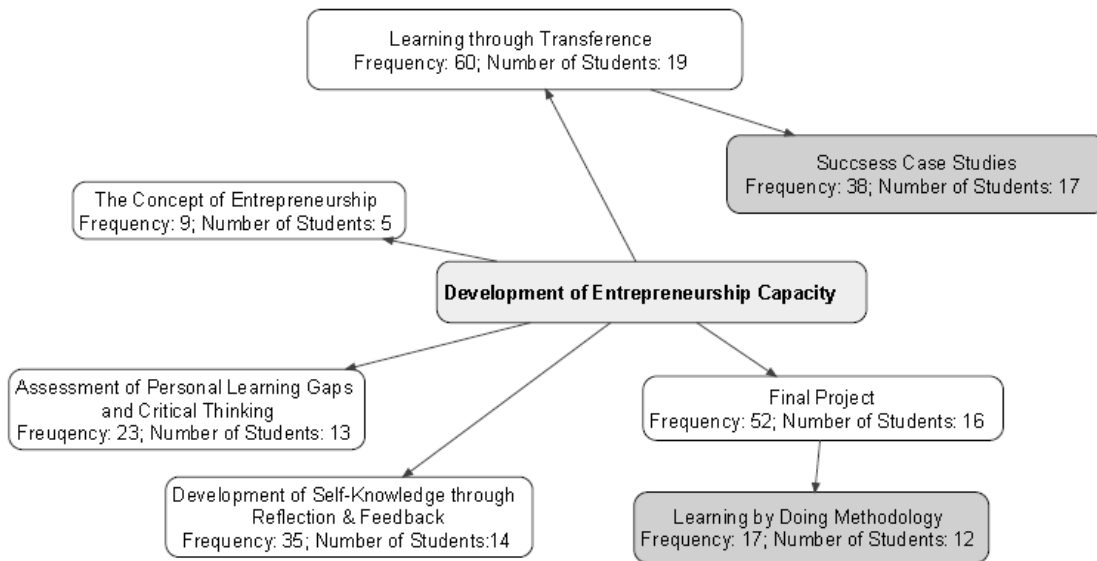 Learning through Transference
Frequency: 60; Number of Students: 19
Succsess Case Studies
Frequency: 38; Number of Students: 17
The Concept of Entrepreneurship
Frequency: 9; Number of Students: 5
Development of Entrepreneurship Capacity
Assessment of Personal Learning Gaps
and Critical Thinking
Freuqency: 23; Number of Students: 13
Final Project
Frequency: 52; Number of Students: 16
Development of Self-Knowledge through
Reflection & Feedback
Frequency: 35; Number of Students:14
Learning by Doing Methodology
Frequency: 17; Number of Students: 12